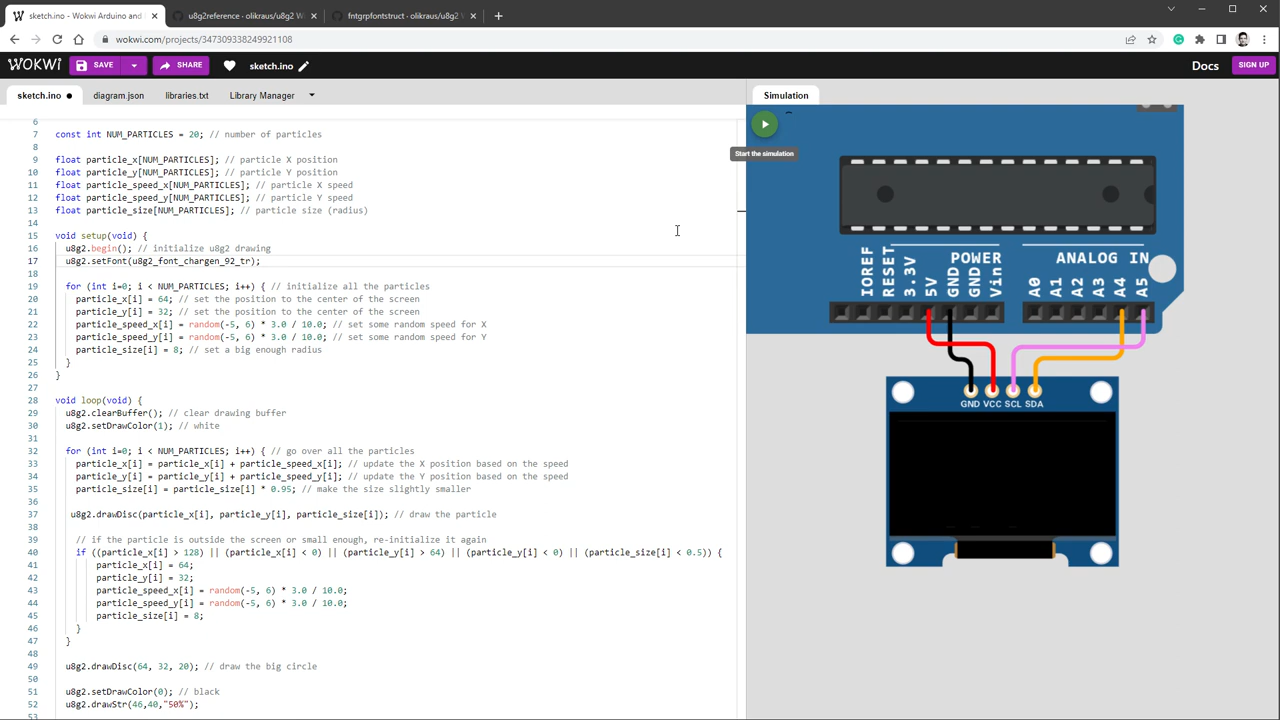 sketch.ino - Wokwi Arduino and
u8g2reference · olikraus/u8g2 Wi
fntgrpfontstruct · olikraus/u8g2 W
wokwi.com/projects/347309338249921108
WOKWI
SAVE
SHARE
sketch.ino
Docs
SIGN UP
sketch.ino
diagram.json
libraries.txt
Library Manager
Simulation
6
7 const int NUM_PARTICLES = 20; // number of particles
8
9 float particle_x[NUM_PARTICLES]; // particle X position
10 float particle_y[NUM_PARTICLES]; // particle Y position
11 float particle_speed_x[NUM_PARTICLES]; // particle X speed
12 float particle_speed_y[NUM_PARTICLES]; // particle Y speed
13 float particle_size[NUM_PARTICLES]; // particle size (radius)
14
15 void setup(void) {
16 u8g2.begin(); // initialize u8g2 drawing
17 u8g2.setFont(u8g2_font_chargen_92_tr);
18
19 for (int i=0; i < NUM_PARTICLES; i++) { // initialize all the particles
20 particle_x[i] = 64; // set the position to the center of the screen
21 particle_y[i] = 32; // set the position to the center of the screen
22 particle_speed_x[i] = random(-5, 6) * 3.0 / 10.0; // set some random speed for X
23 particle_speed_y[i] = random(-5, 6) * 3.0 / 10.0; // set some random speed for Y
24 particle_size[i] = 8; // set a big enough radius
25 }
26 }
27
28 void loop(void) {
29 u8g2.clearBuffer(); // clear drawing buffer
30 u8g2.setDrawColor(1); // white
31
32 for (int i=0; i < NUM_PARTICLES; i++) { // go over all the particles
33 particle_x[i] = particle_x[i] + particle_speed_x[i]; // update the X position based on the speed
34 particle_y[i] = particle_y[i] + particle_speed_y[i]; // update the Y position based on the speed
35 particle_size[i] = particle_size[i] * 0.95; // make the size slightly smaller
36
37 u8g2.drawDisc(particle_x[i], particle_y[i], particle_size[i]); // draw the particle
38
39 // if the particle is outside the screen or small enough, re-initialize it again
40 if ((particle_x[i] > 128) || (particle_x[i] < 0) || (particle_y[i] > 64) || (particle_y[i] < 0) || (particle_size[i] < 0.5)) {
41 particle_x[i] = 64;
42 particle_y[i] = 32;
43 particle_speed_x[i] = random(-5, 6) * 3.0 / 10.0;
44 particle_speed_y[i] = random(-5, 6) * 3.0 / 10.0;
45 particle_size[i] = 8;
46 }
47 }
48
49 u8g2.drawDisc(64, 32, 20); // draw the big circle
50
51 u8g2.setDrawColor(0); // black
52 u8g2.drawStr(46,40,"50%");
53
Start the simulation
POWER
ANALOG IN
IOREF
RESET
3.3V
5V
GND
GND
Vin
A0
A1
A2
A3
A4
A5
GND VCC SCL SDA